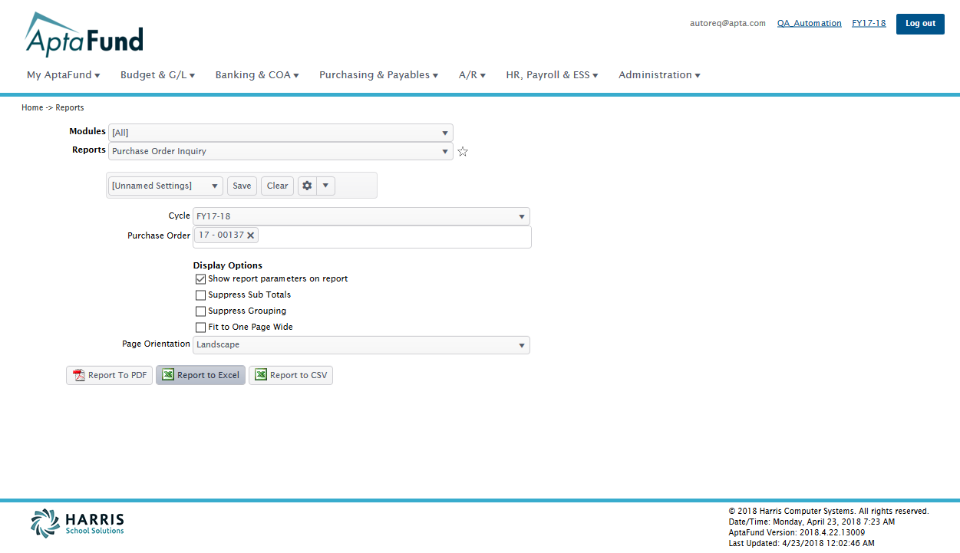 AptaFund
autoreq@apta.com QA_Automation FY17-18 Log out
My AptaFund Budget & G/L Banking & COA Purchasing & Payables A/R HR, Payroll & ESS Administration
Home -> Reports
Modules [All]
Reports Purchase Order Inquiry
[Unnamed Settings] Save Clear
Cycle FY17-18
Purchase Order 17 - 00137
Display Options
Show report parameters on report
Suppress Sub Totals
Suppress Grouping
Fit to One Page Wide
Page Orientation Landscape
Report To PDF Report to Excel Report to CSV
HARRIS
School Solutions
© 2018 Harris Computer Systems. All rights reserved.
Date/Time: Monday, April 23, 2018 7:23 AM
AptaFund Version: 2018.4.22.13009
Last Updated: 4/23/2018 12:02:46 AM